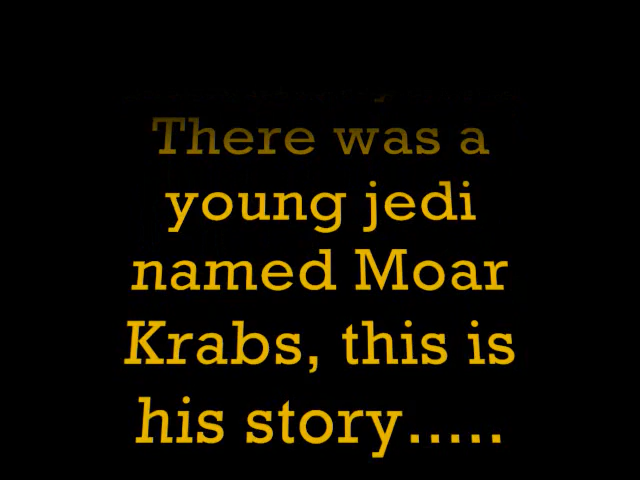 There was a
young jedi
named Moar
Krabs, this is
his story.....